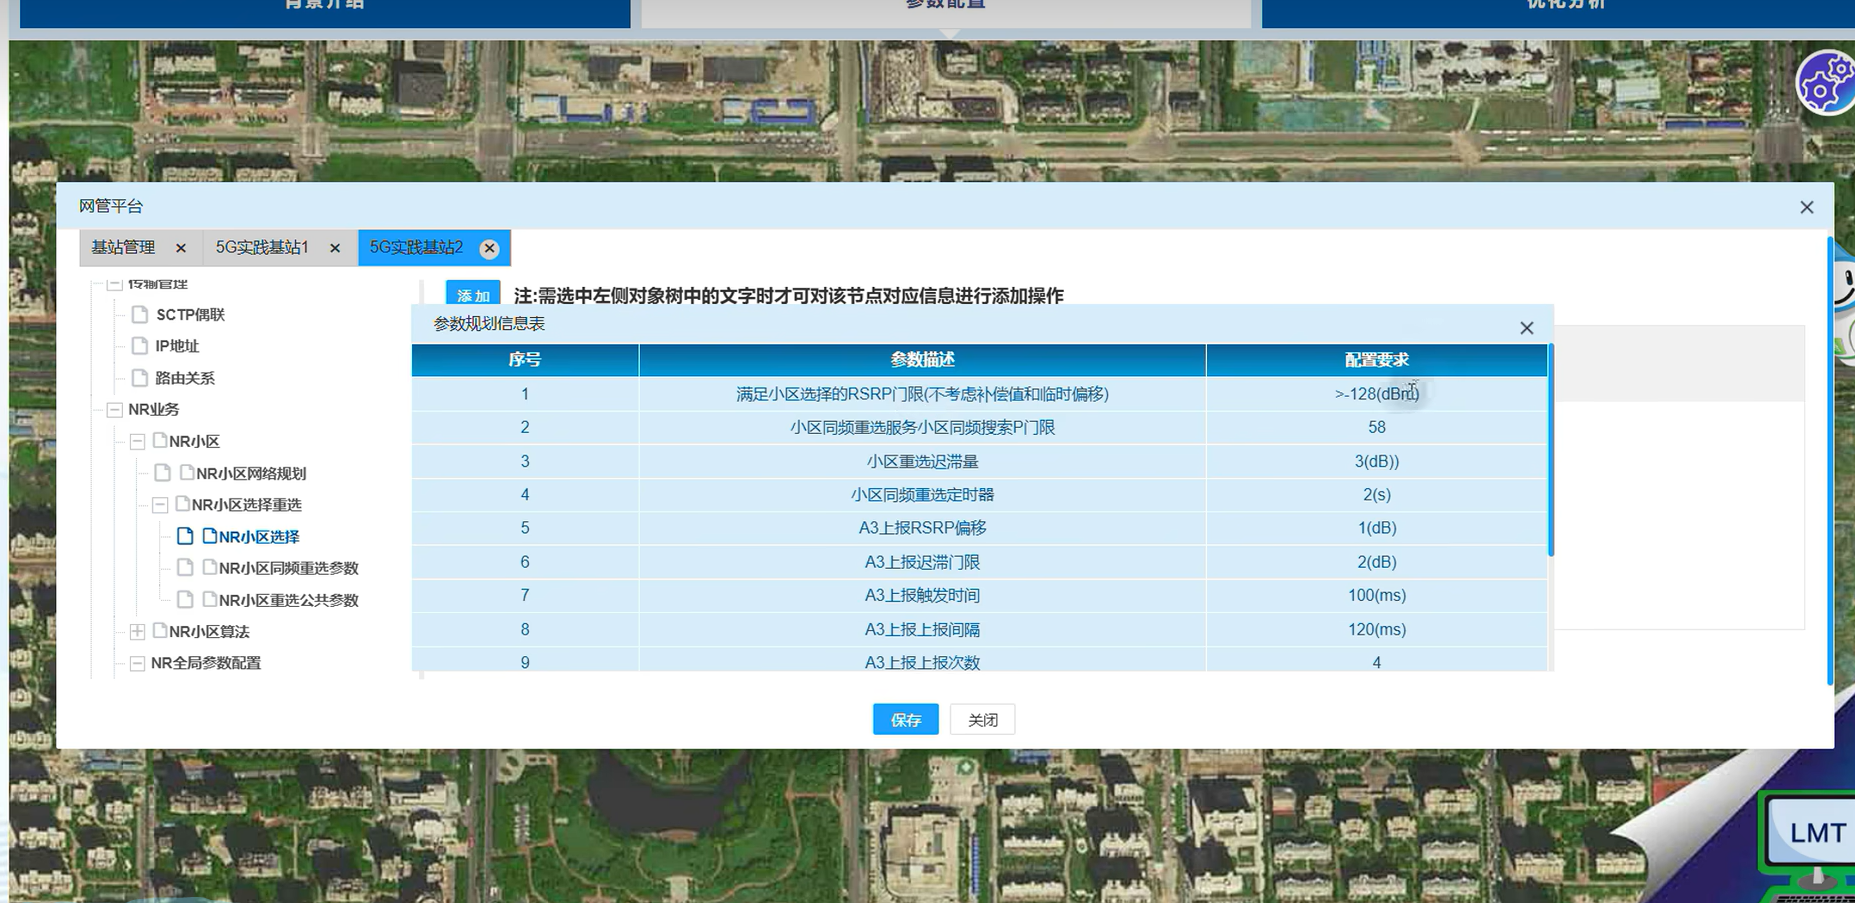 背景介绍
参数配置
优化分析
网管平台
基站管理
5G实践基站1
5G实践基站2
传输管理
SCTP偶联
IP地址
路由关系
NR业务
NR小区
NR小区网络规划
NR小区选择重选
NR小区选择
NR小区同频重选参数
NR小区重选公共参数
NR小区算法
NR全局参数配置
添加 注:需选中左侧对象树中的文字时才可对该节点对应信息进行添加操作
参数规划信息表
序号 参数描述 配置要求
1 满足小区选择的RSRP门限(不考虑补偿值和临时偏移) >-128(dBm)
2 小区同频重选服务小区同频搜索P门限 58
3 小区重选迟滞量 3(dB))
4 小区同频重选定时器 2(s)
5 A3上报RSRP偏移 1(dB)
6 A3上报迟滞门限 2(dB)
7 A3上报触发时间 100(ms)
8 A3上报上报间隔 120(ms)
9 A3上报上报次数 4
保存 关闭
LMT